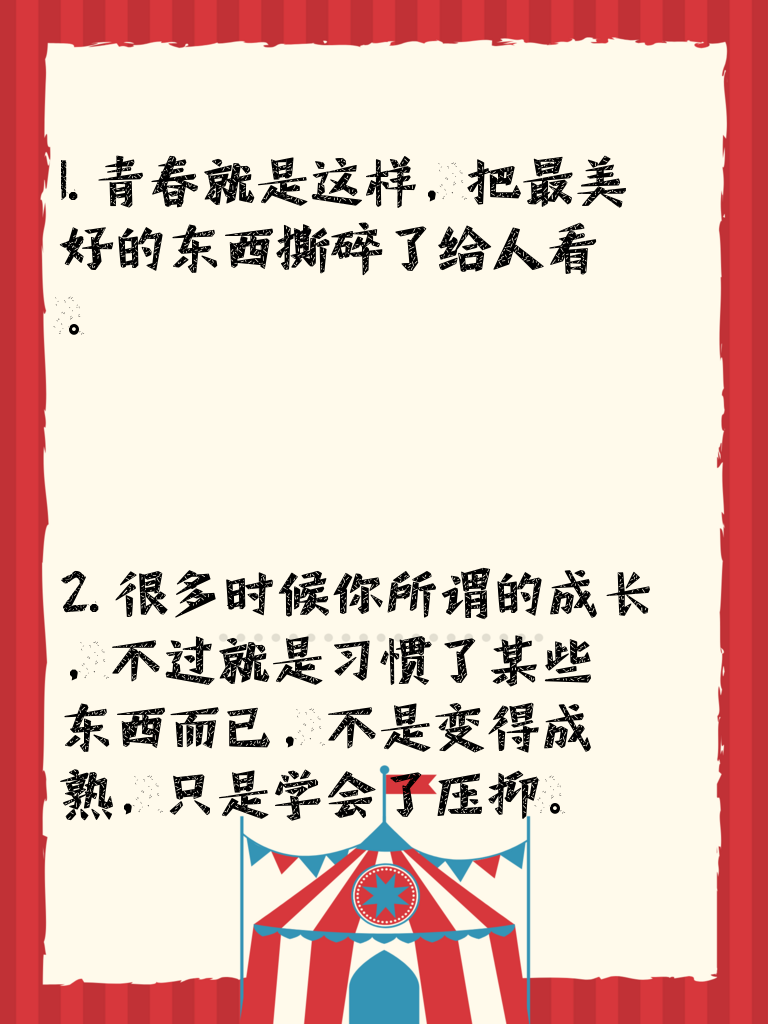 1. 青春就是这样，把最美
好的东西撕碎了给人看
。
2. 很多时候你所谓的成长
，不过就是习惯了某些
东西而已，不是变得成
熟，只是学会了压抑。